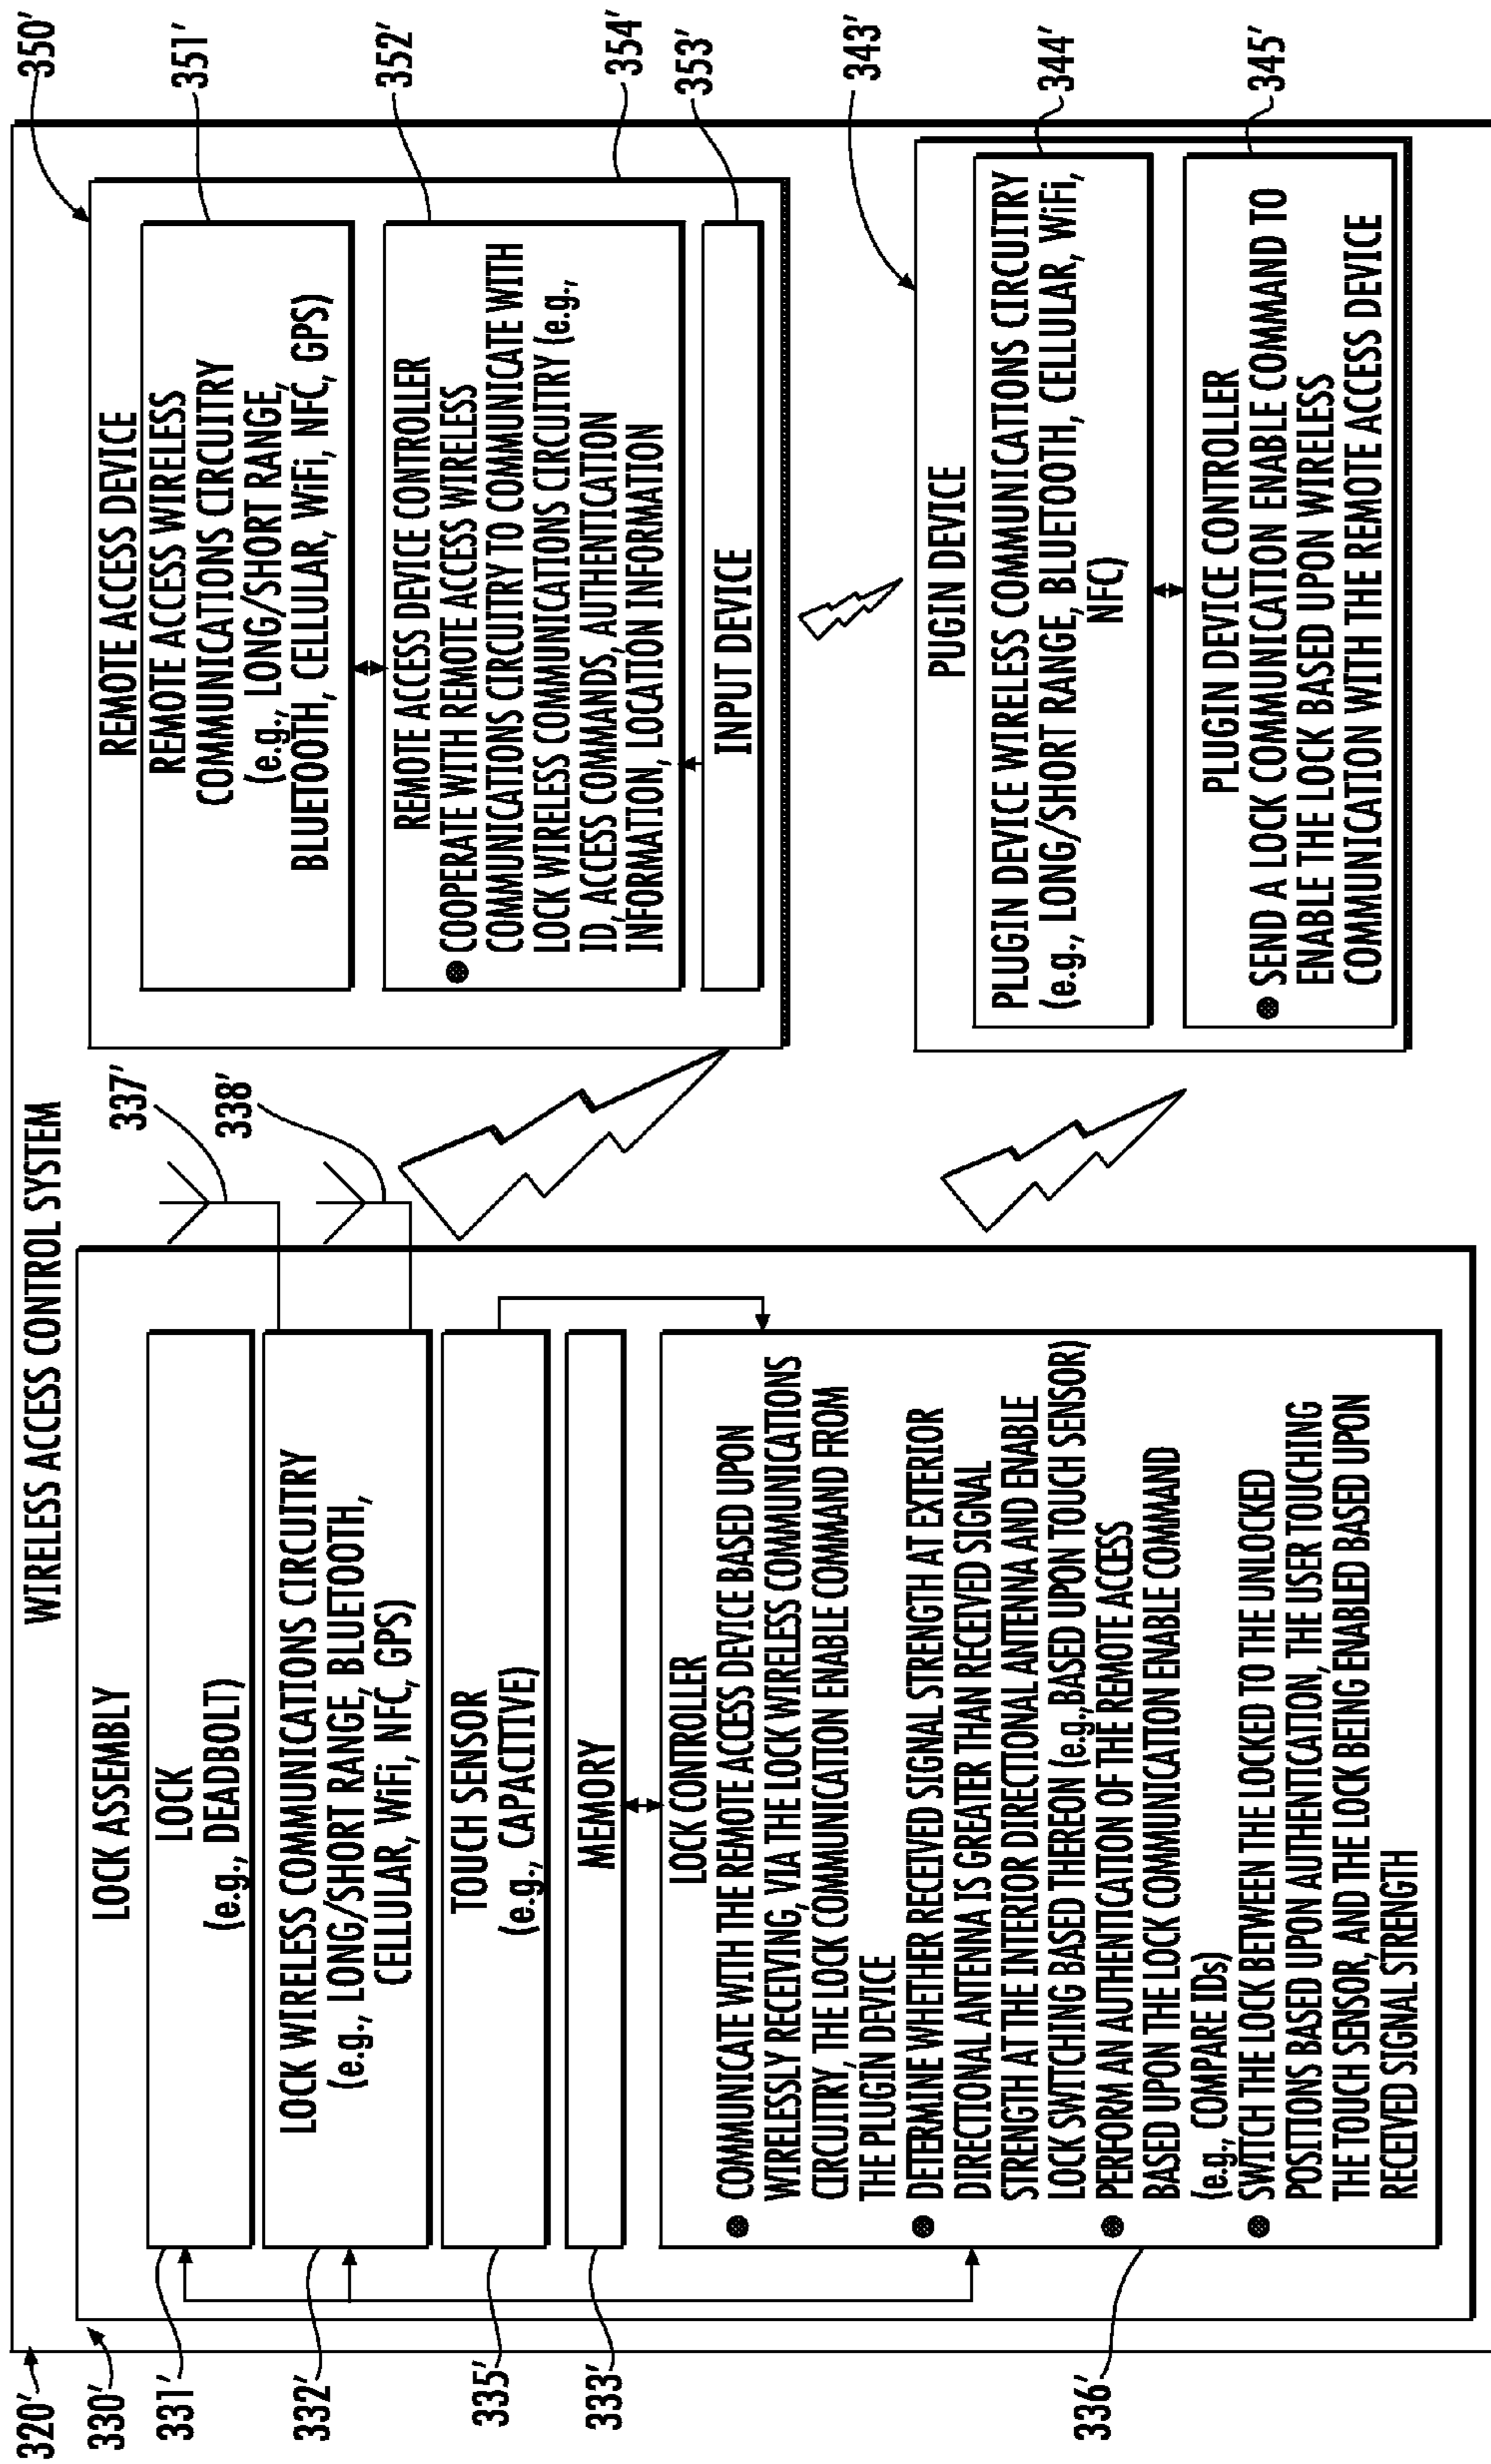 WIRELESS ACCESS CONTROL SYSTEM
320'
330'
LOCK ASSEMBLY
331'
LOCK
(e.g., DEADBOLT)
332'
LOCK WIRELESS COMMUNICATIONS CIRCUITRY
(e.g., LONG/SHORT RANGE, BLUETOOTH,
CELLULAR, WiFi, NFC, GPS)
337'
338'
335'
TOUCH SENSOR
(e.g., CAPACITIVE)
333'
MEMORY
336'
LOCK CONTROLLER
● COMMUNICATE WITH THE REMOTE ACCESS DEVICE BASED UPON
WIRELESSLY RECEIVING, VIA THE LOCK WIRELESS COMMUNICATIONS
CIRCUITRY, THE LOCK COMMUNICATION ENABLE COMMAND FROM
THE PLUGIN DEVICE
● DETERMINE WHETHER RECEIVED SIGNAL STRENGTH AT EXTERIOR
DIRECTIONAL ANTENNA IS GREATER THAN RECEIVED SIGNAL
STRENGTH AT THE INTERIOR DIRECTIONAL ANTENNA AND ENABLE
LOCK SWITCHING BASED THEREON (e.g., BASED UPON TOUCH SENSOR)
● PERFORM AN AUTHENTICATION OF THE REMOTE ACCESS
BASED UPON THE LOCK COMMUNICATION ENABLE COMMAND
(e.g., COMPARE IDs)
● SWITCH THE LOCK BETWEEN THE LOCKED TO THE UNLOCKED
POSITIONS BASED UPON AUTHENTICATION, THE USER TOUCHING
THE TOUCH SENSOR, AND THE LOCK BEING ENABLED BASED UPON
RECEIVED SIGNAL STRENGTH
350'
REMOTE ACCESS DEVICE
351'
REMOTE ACCESS WIRELESS
COMMUNICATIONS CIRCUITRY
(e.g., LONG/SHORT RANGE,
BLUETOOTH, CELLULAR, WiFi, NFC, GPS)
352'
REMOTE ACCESS DEVICE CONTROLLER
● COOPERATE WITH REMOTE ACCESS WIRELESS
COMMUNICATIONS CIRCUITRY TO COMMUNICATE WITH
LOCK WIRELESS COMMUNICATIONS CIRCUITRY (e.g.,
ID, ACCESS COMMANDS, AUTHENTICATION
INFORMATION, LOCATION INFORMATION
354'
353'
INPUT DEVICE
343'
PUGIN DEVICE
344'
PLUGIN DEVICE WIRELESS COMMUNICATIONS CIRCUITRY
(e.g., LONG/SHORT RANGE, BLUETOOTH, CELLULAR, WiFi,
NFC)
345'
PLUGIN DEVICE CONTROLLER
● SEND A LOCK COMMUNICATION ENABLE COMMAND TO
ENABLE THE LOCK BASED UPON WIRELESS
COMMUNICATION WITH THE REMOTE ACCESS DEVICE